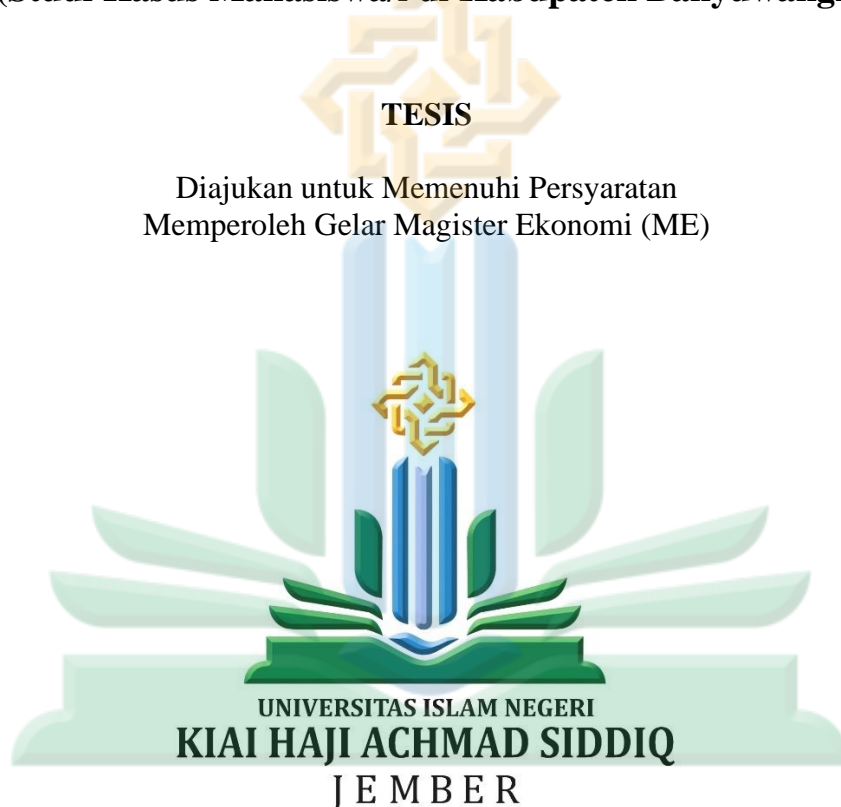 (Studi Kasus Mahasiswa/I di Kabupaten Banyuwangi
TESIS
Diajukan untuk Memenuhi Persyaratan
Memperoleh Gelar Magister Ekonomi (ME)
UNIVERSITAS ISLAM NEGERI
KIAI HAJI ACHMAD SIDDIQ
JEMBER